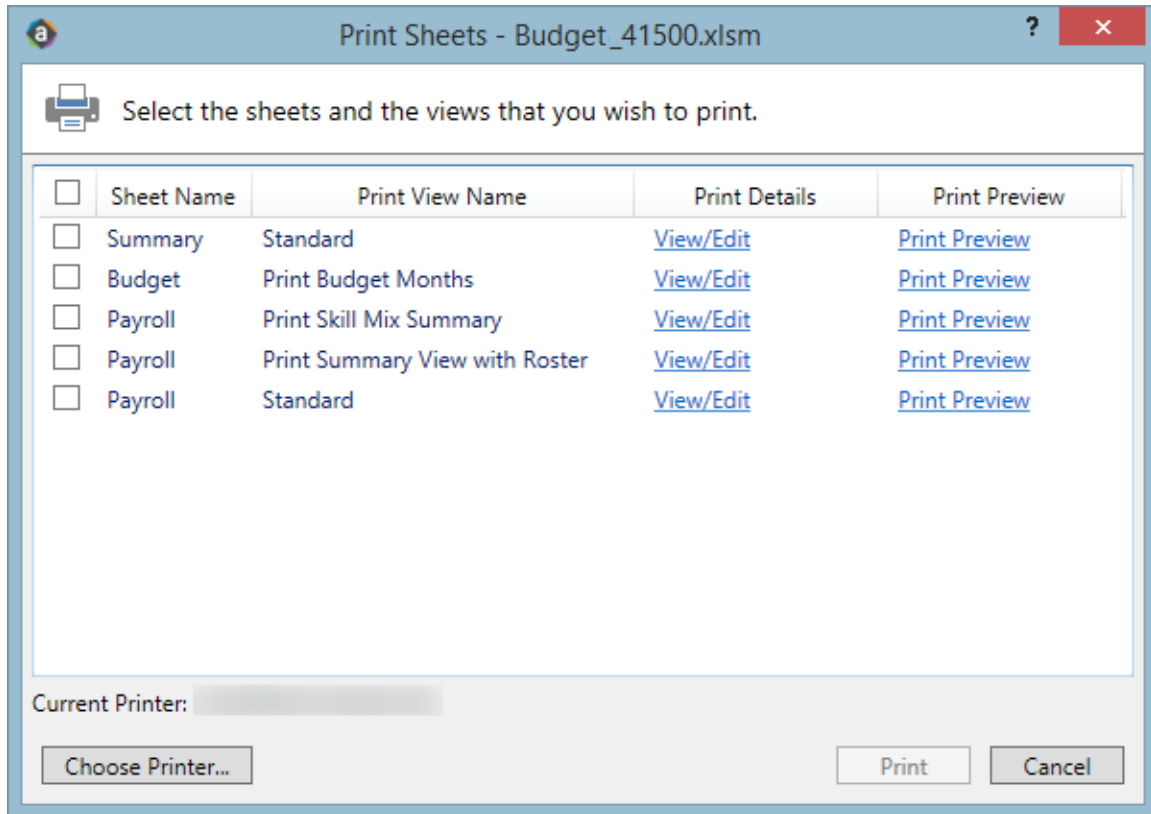 Print Sheets - Budget_41500.xlsm ?
Select the sheets and the views that you wish to print.
Sheet Name Print View Name Print Details Print Preview
Summary Standard View/Edit Print Preview
Budget Print Budget Months View/Edit Print Preview
Payroll Print Skill Mix Summary View/Edit Print Preview
Payroll Print Summary View with Roster View/Edit Print Preview
Payroll Standard View/Edit Print Preview
Current Printer:
Choose Printer... Print Cancel